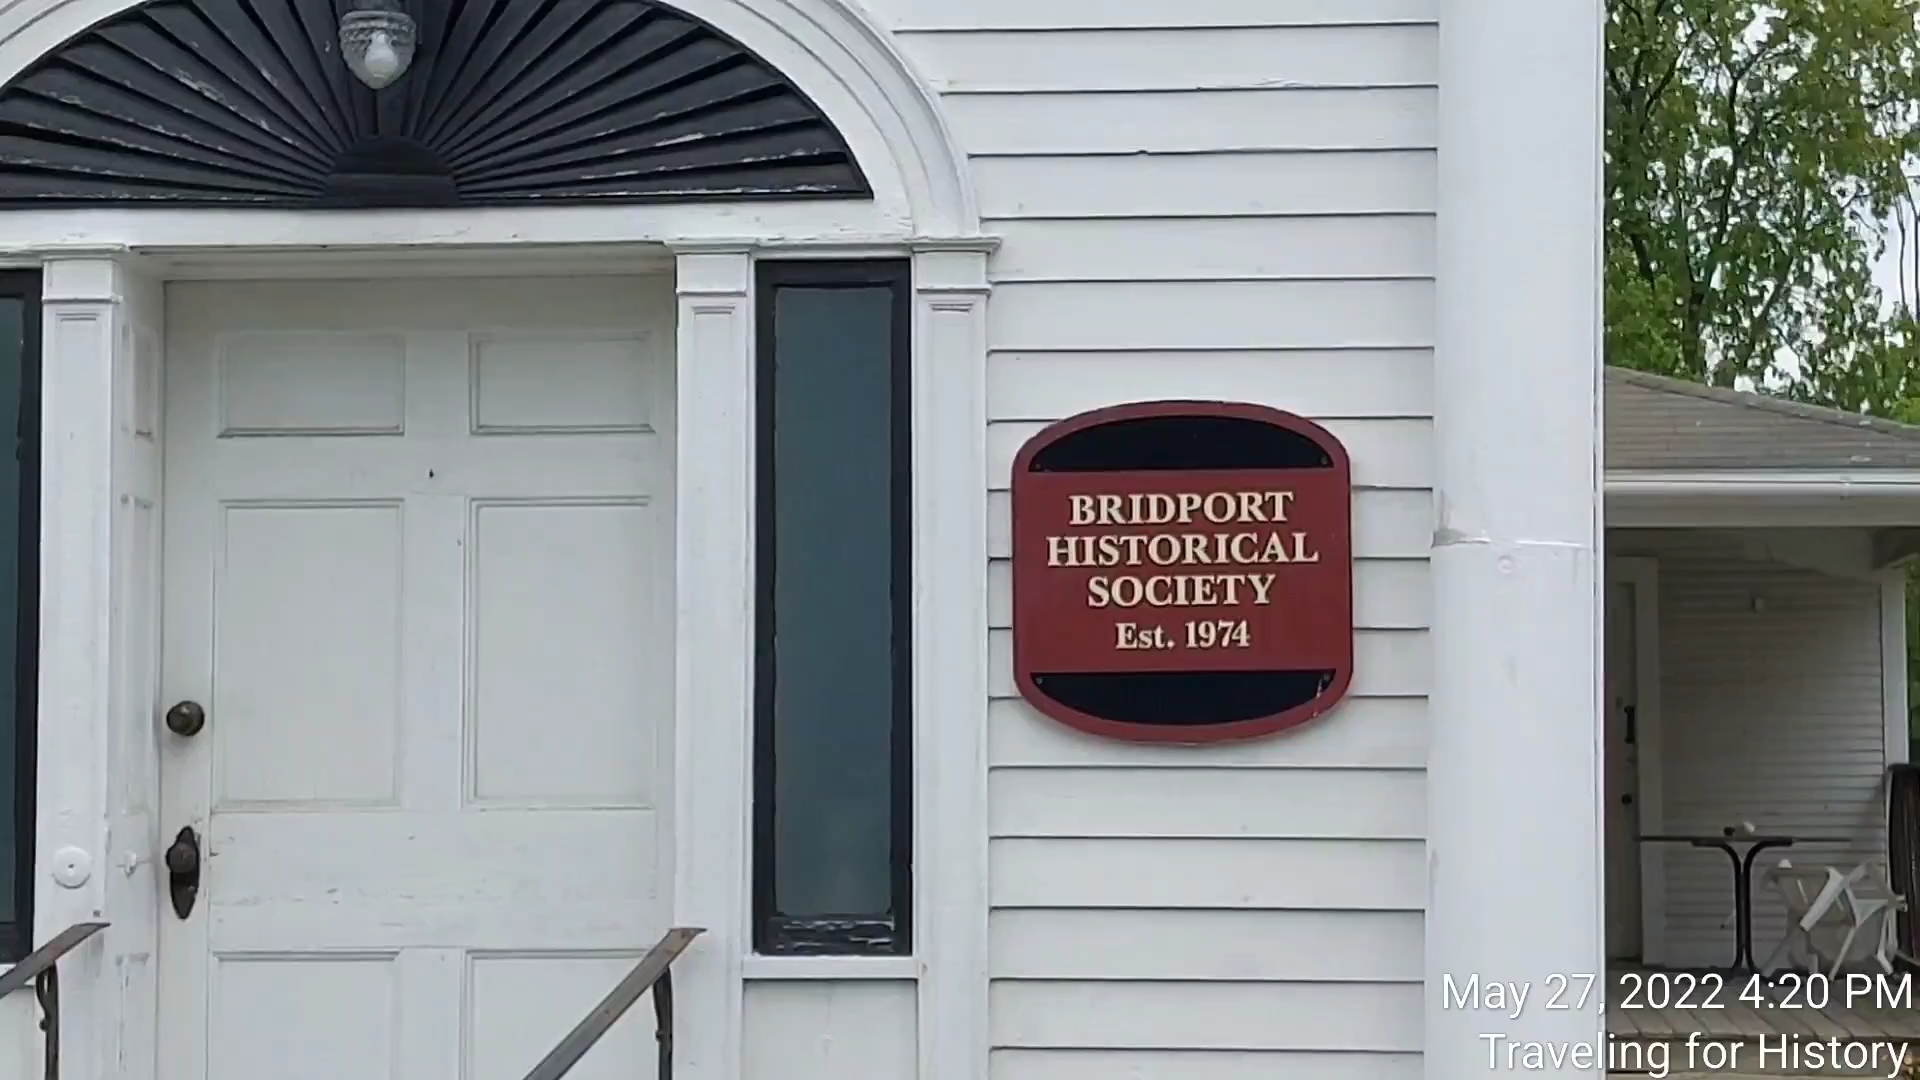 BRIDPORT
HISTORICAL
SOCIETY
Est. 1974
May 27, 2022 4:20 PM
Traveling for History